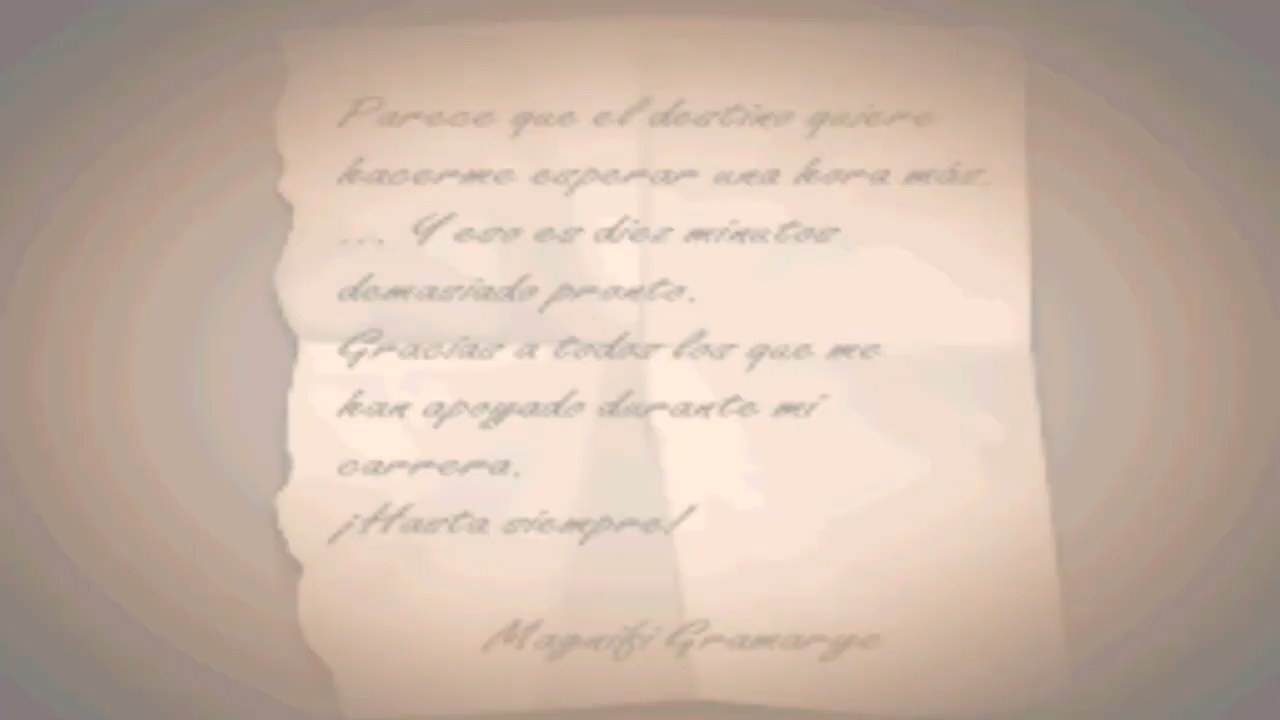 Parece que el destino quiere
hacerme esperar una hora más.
... Y eso es diez minutos
demasiado pronto.
Gracias a todos los que me
han apoyado durante mi
carrera.
¡Hasta siempre!
Magnifi Gramarye